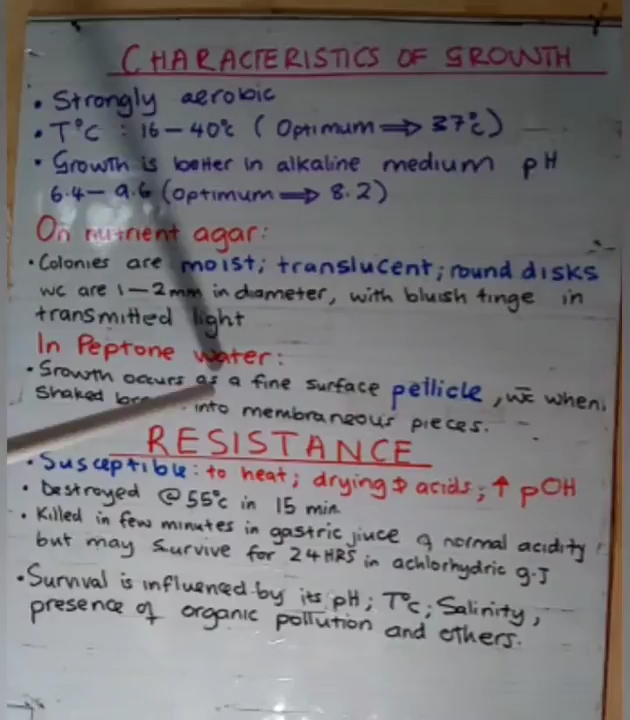 CHARACTERISTICS OF GROWTH
• Strongly aerobic
• T°C : 16 – 40°c ( Optimum ⇒ 37°c )
• Growth is better in alkaline medium pH
6.4 – 9.6 (Optimum ⇒ 8.2)
On nutrient agar:
• Colonies are moist; translucent; round disks
wc are 1 – 2mm in diameter, with bluish tinge in
transmitted light
In Peptone water:
• Growth occurs as a fine surface pellicle, wc when
Shaked into membraneous pieces.
RESISTANCE
• Susceptible: to heat; drying & acids; ↑ pOH
• Destroyed @ 55°c in 15 min
• Killed in few minutes in gastric jiuce of normal acidity
but may survive for 24HRS in achlorhydric g.J
• Survival is influenced by its pH; T°c; Salinity,
presence of organic pollution and others.